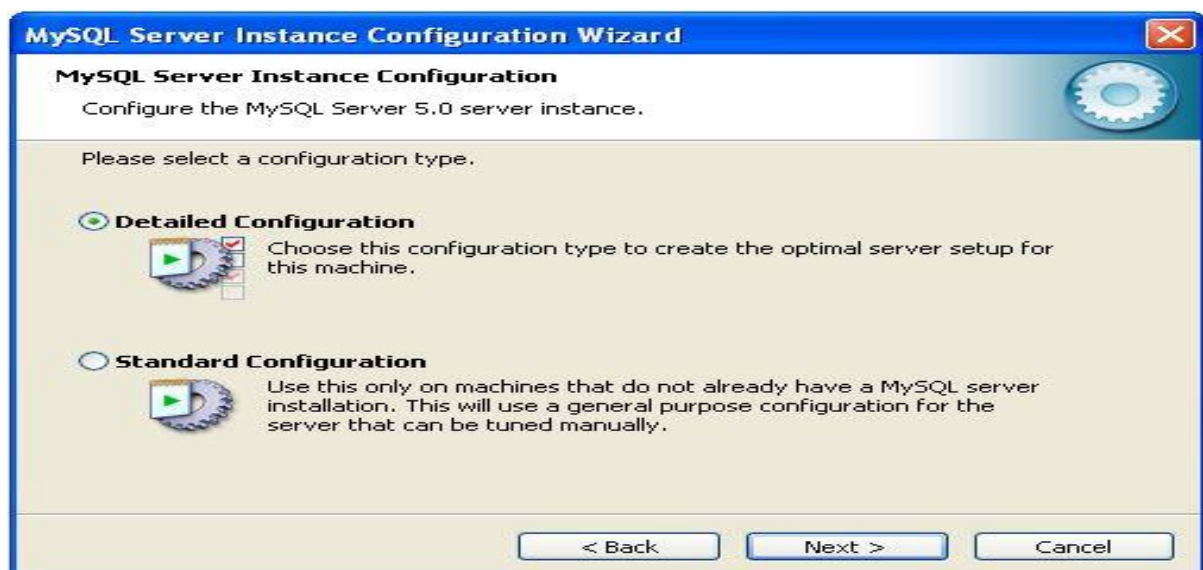 MySQL Server Instance Configuration Wizard
MySQL Server Instance Configuration
Configure the MySQL Server 5.0 server instance.
Please select a configuration type.
Detailed Configuration
Choose this configuration type to create the optimal server setup for
this machine.
Standard Configuration
Use this only on machines that do not already have a MySQL server
installation. This will use a general purpose configuration for the
server that can be tuned manually.
< Back
Next >
Cancel